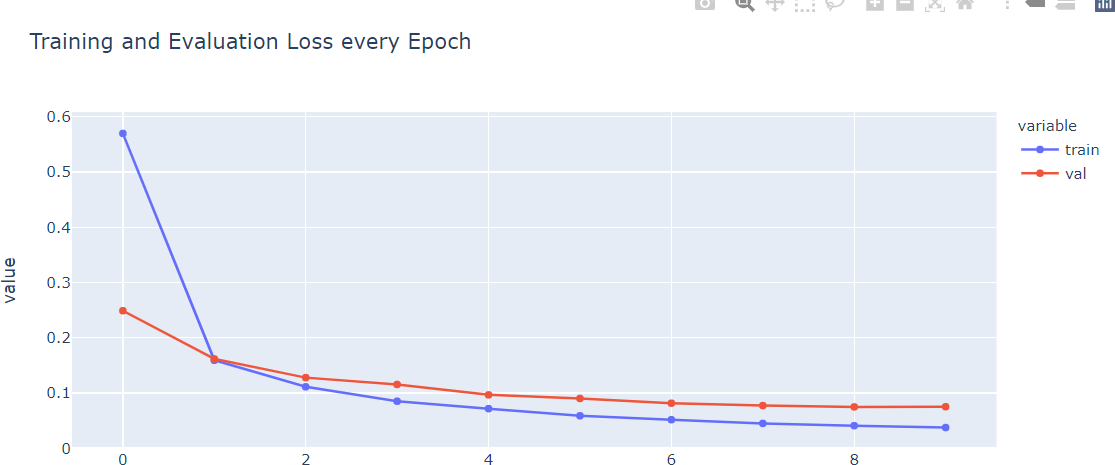 Training and Evaluation Loss every Epoch
variable
train
val
value
0.6
0.5
0.4
0.3
0.2
0.1
0
0 2 4 6 8